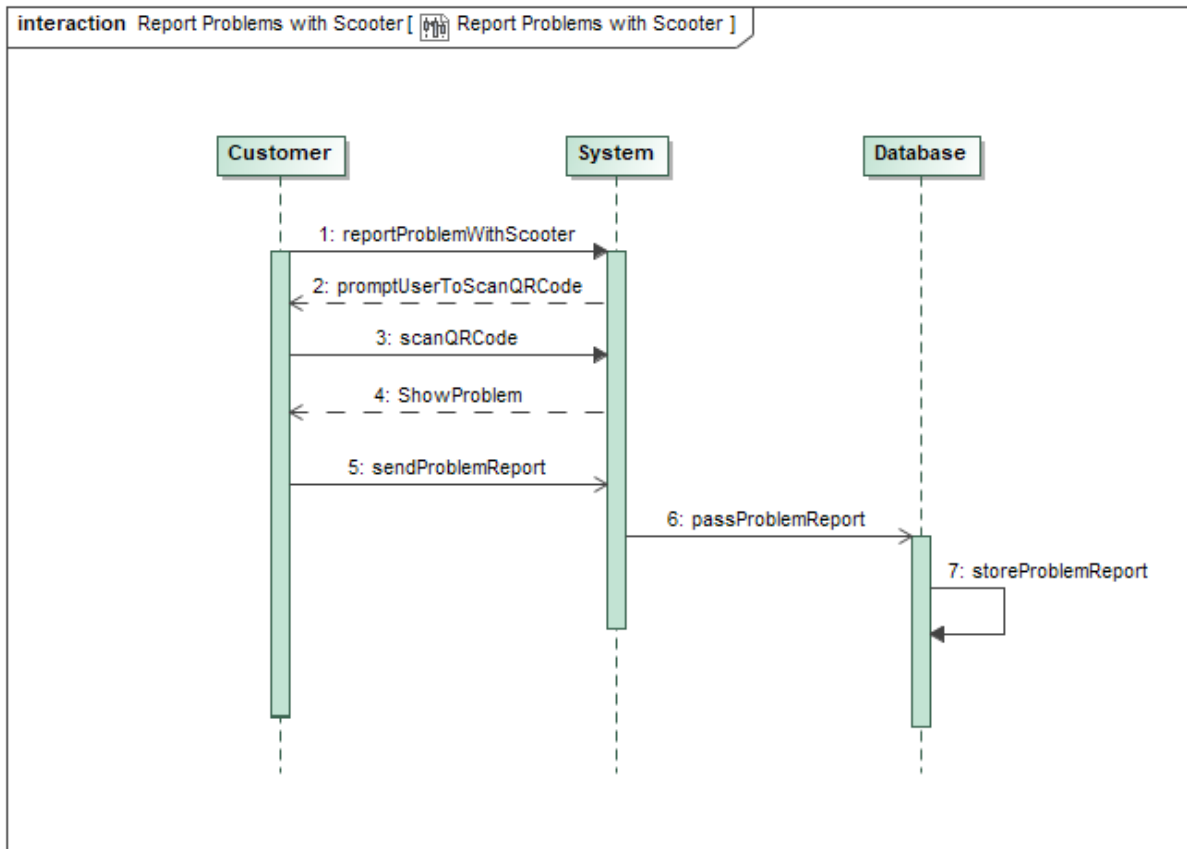 interaction Report Problems with Scooter [ Report Problems with Scooter ]
Customer
System
Database
1: reportProblemWithScooter
2: promptUserToScanQRCode
3: scanQRCode
4: ShowProblem
5: sendProblemReport
6: passProblemReport
7: storeProblemReport